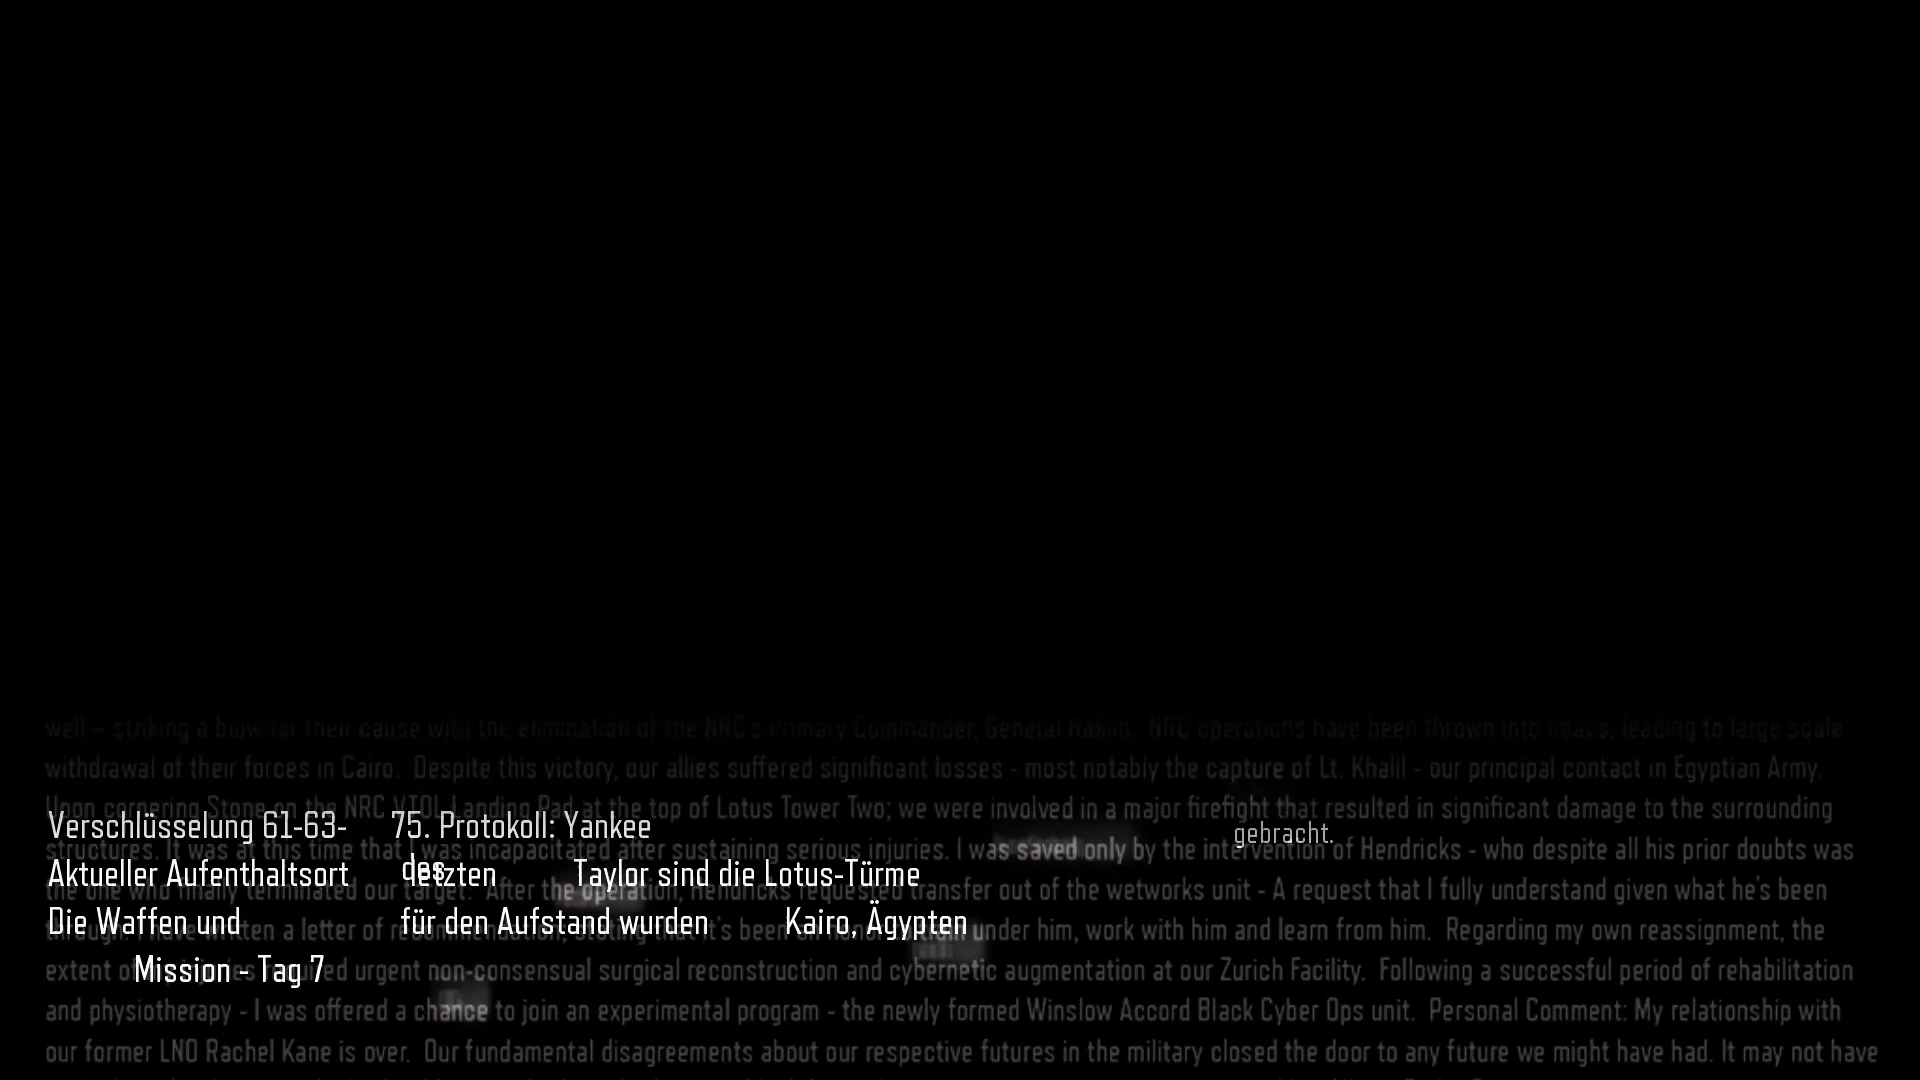 well - striking a blow for their cause with the elimination of the NRC's Primary Commander, General Hakim. NRC operations have been thrown into heavy, leading to large scale
withdrawal of their forces in Cairo. Despite this victory, our allies suffered significant losses - most notably the capture of Lt. Khalil - our principal contact in Egyptian Army.
Upon cornering Stone on the NRC VTOL Landing Pad at the top of Lotus Tower Two; we were involved in a major firefight that resulted in significant damage to the surrounding
Verschlüsselung 61-63- 75. Protokoll: Yankee
gebracht.
structures. It was at this time that I was incapacitated after sustaining serious injuries. I was saved only by the intervention of Hendricks - who despite all his prior doubts was
Aktueller Aufenthaltsort des letzten Taylor sind die Lotus-Türme
the one who finally terminated our target. After the operation, Hendricks requested transfer out of the wetworks unit - A request that I fully understand given what he's been
Die Waffen und für den Aufstand wurden Kairo, Ägypten
through. I have written a letter of recommendation, stating that it's been under him, work with him and learn from him. Regarding my own reassignment, the
Mission - Tag 7
extent of urgent non-consensual surgical reconstruction and cybernetic augmentation at our Zurich Facility. Following a successful period of rehabilitation
and physiotherapy - I was offered a chance to join an experimental program - the newly formed Winslow Accord Black Cyber Ops unit. Personal Comment: My relationship with
our former LNO Rachel Kane is over. Our fundamental disagreements about our respective futures in the military closed the door to any future we might have had. It may not have